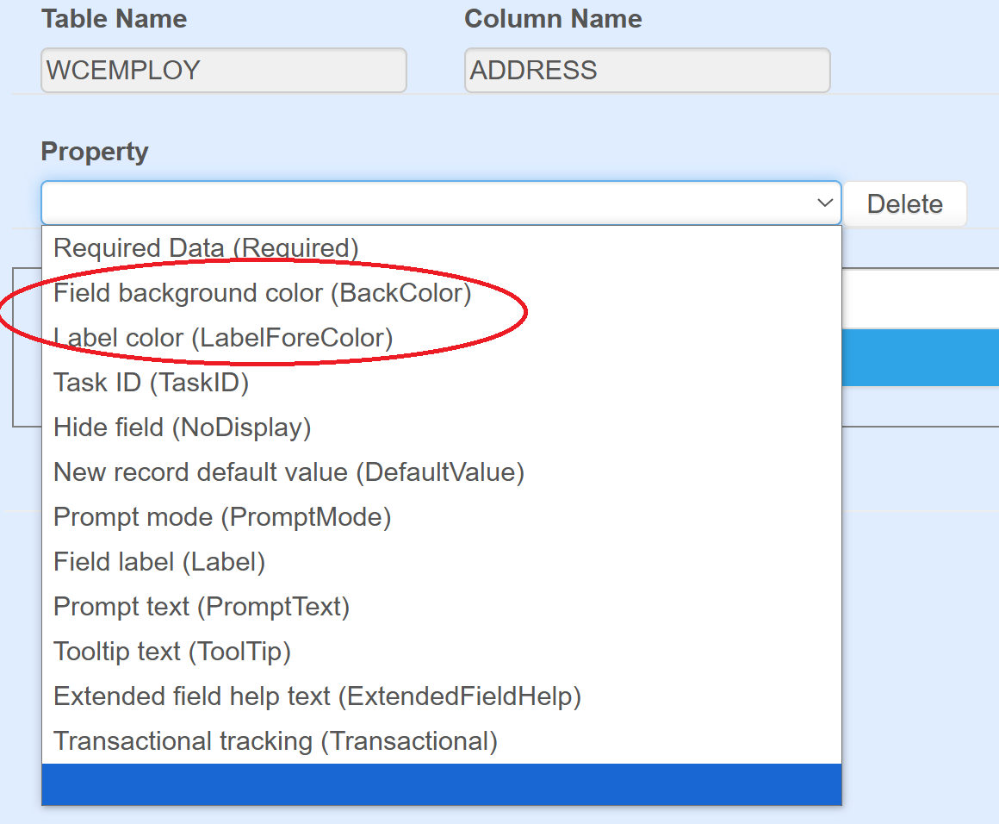 Table Name Column Name
WCEMPLOY ADDRESS
Property
Delete
Required Data (Required)
Field background color (BackColor)
Label color (LabelForeColor)
Task ID (TaskID)
Hide field (NoDisplay)
New record default value (DefaultValue)
Prompt mode (PromptMode)
Field label (Label)
Prompt text (PromptText)
Tooltip text (ToolTip)
Extended field help text (ExtendedFieldHelp)
Transactional tracking (Transactional)